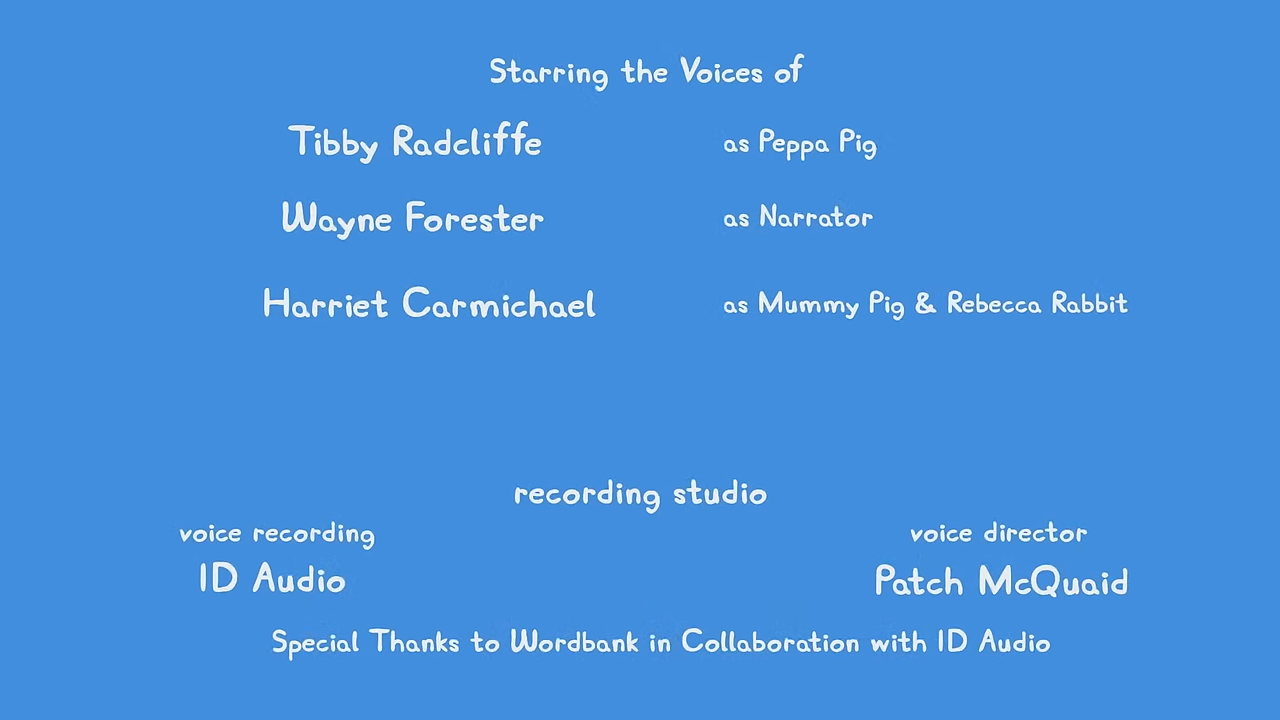 Starring the Voices of
Tibby Radcliffe as Peppa Pig
Wayne Forester as Narrator
Harriet Carmichael as Mummy Pig & Rebecca Rabbit
recording studio
voice recording voice director
ID Audio Patch McQuaid
Special Thanks to Wordbank in Collaboration with ID Audio